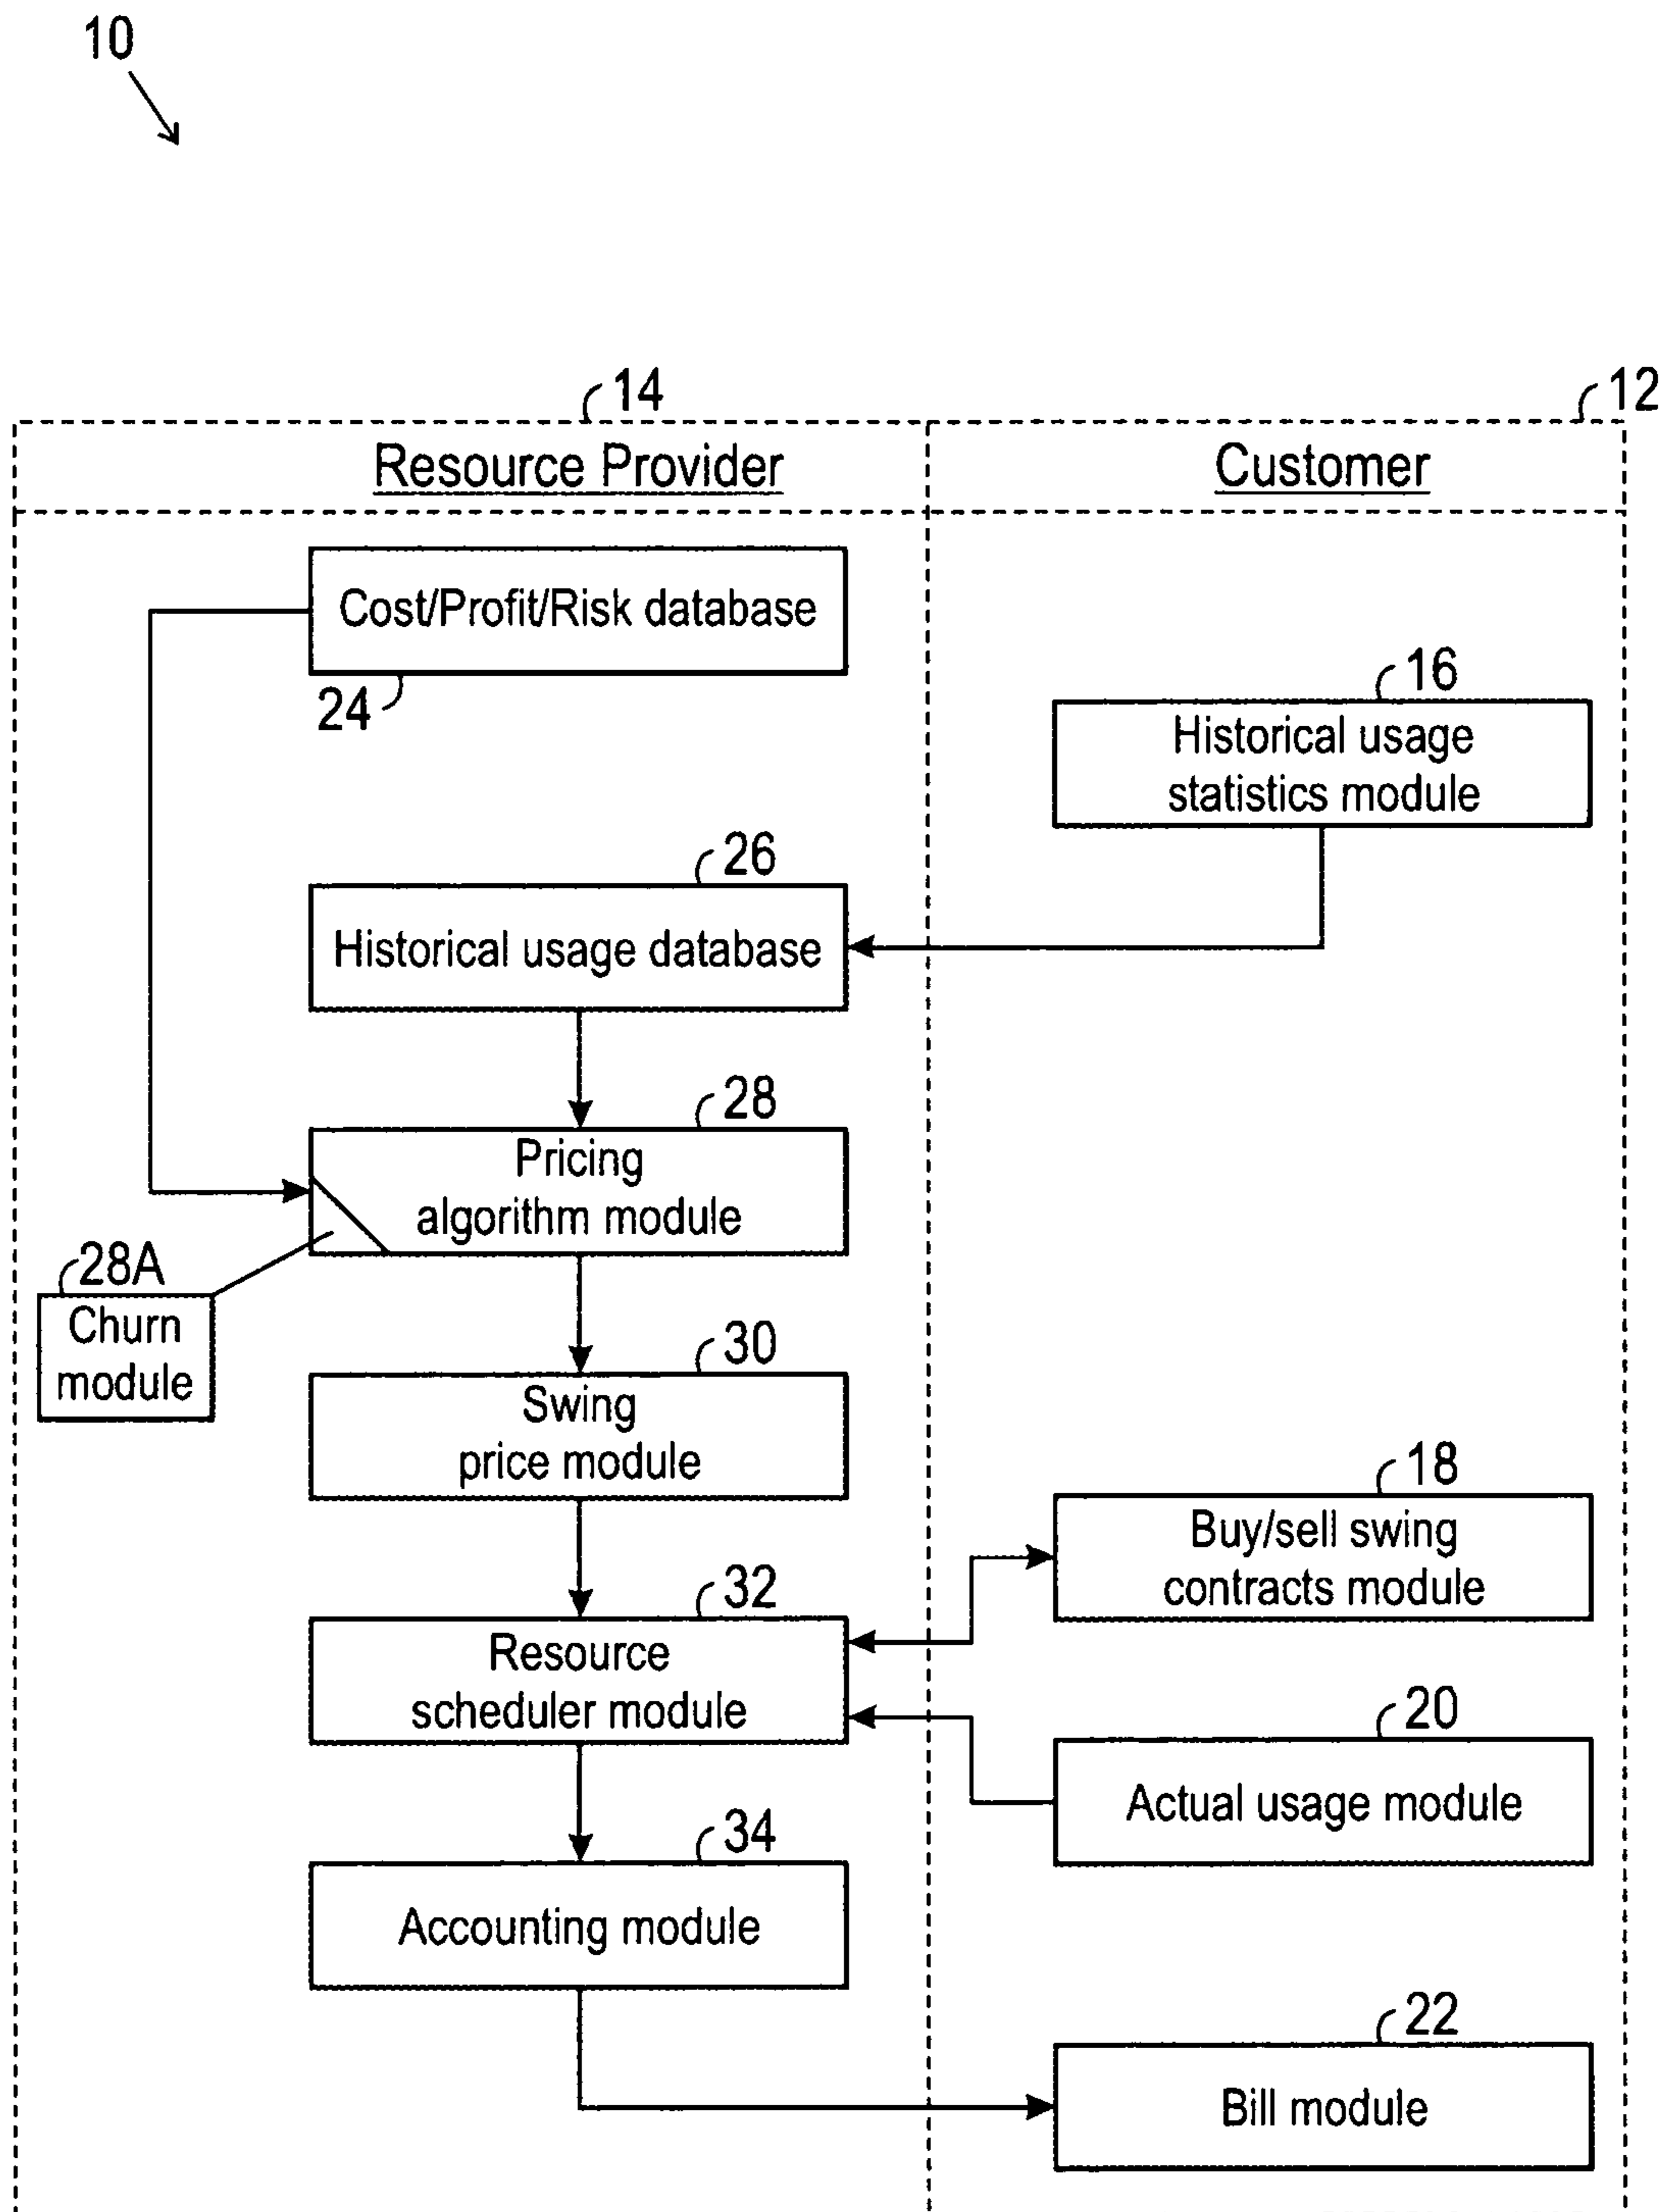 10
14
12
Resource Provider
Customer
Cost/Profit/Risk database
24
16
Historical usage
statistics module
26
Historical usage database
28
Pricing
algorithm module
28A
Churn
module
30
Swing
price module
18
Buy/sell swing
contracts module
32
Resource
scheduler module
20
Actual usage module
34
Accounting module
22
Bill module